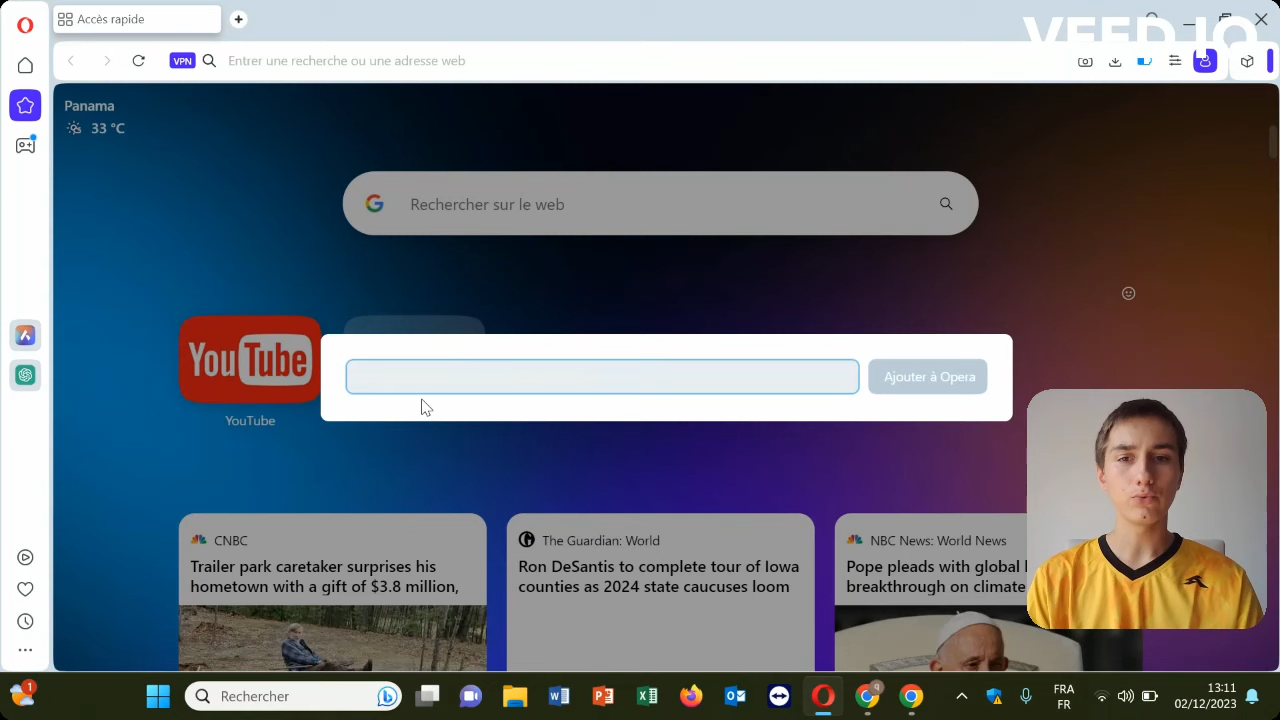 Accès rapide
VEED.IO
VPN
Entrer une recherche ou une adresse web
Panama
33 °C
Rechercher sur le web
YouTube
Ajouter à Opera
YouTube
CNBC
Trailer park caretaker surprises his
hometown with a gift of $3.8 million,
The Guardian: World
Ron DeSantis to complete tour of Iowa
counties as 2024 state caucuses loom
NBC News: World News
Pope pleads with global l
breakthrough on climate
1
Rechercher
q
FRA
FR
13:11
02/12/2023